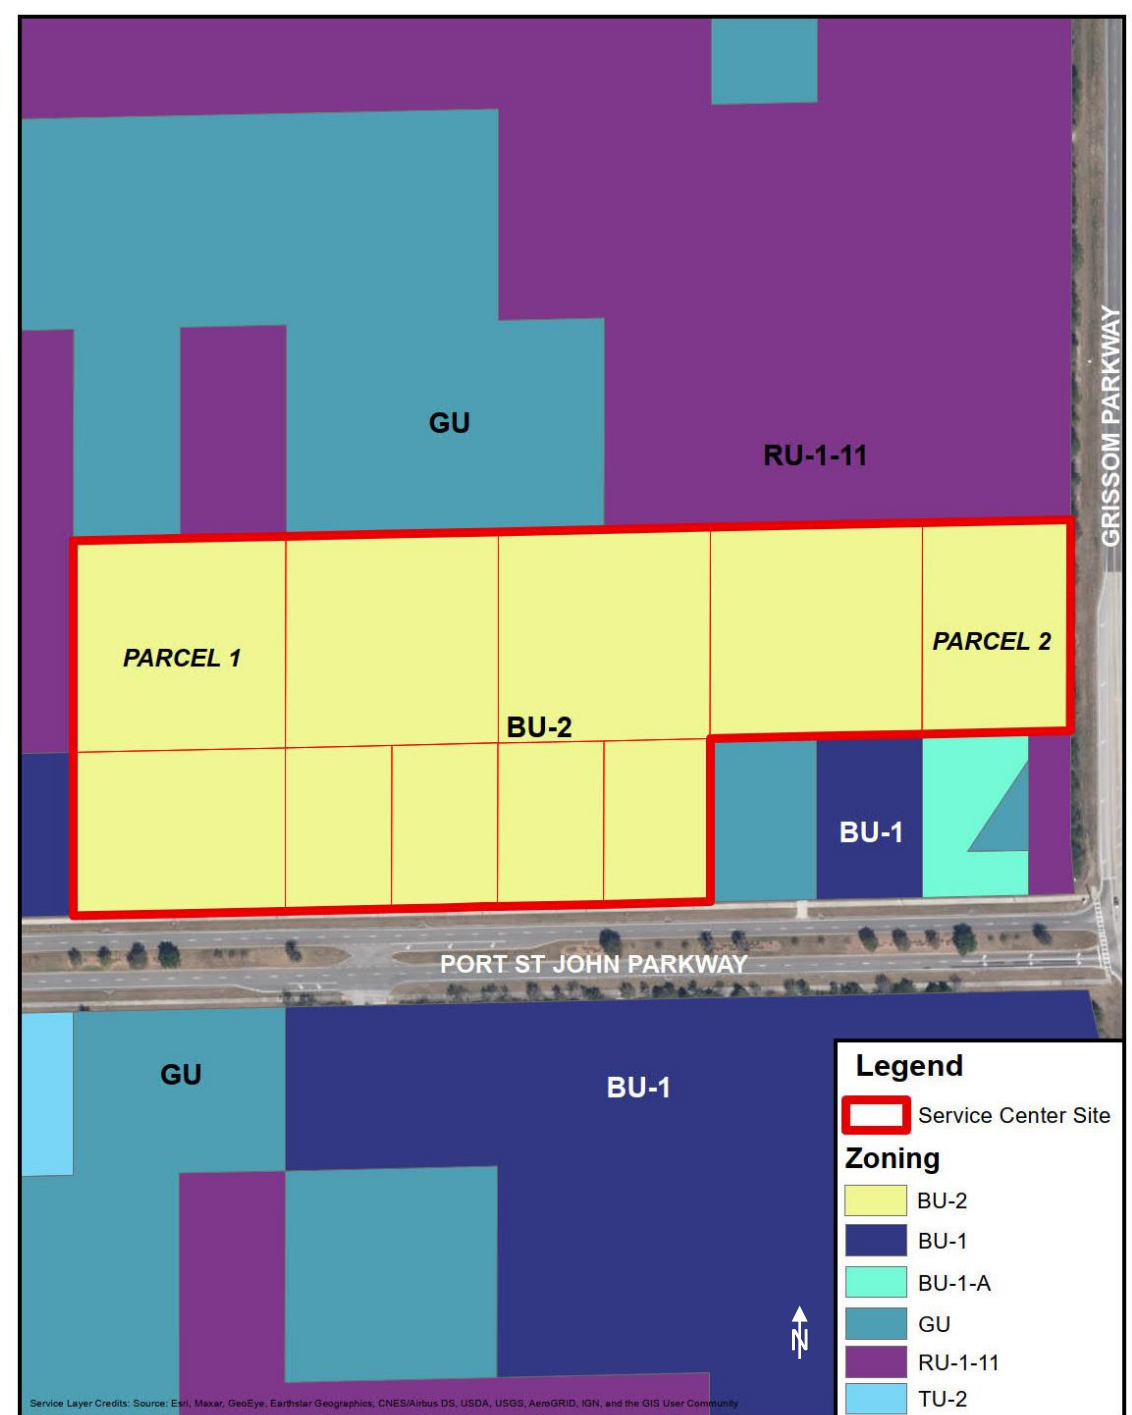 GU
RU-1-11
GRISSOM PARKWAY
PARCEL 1
PARCEL 2
BU-2
BU-1
PORT ST JOHN PARKWAY
GU
BU-1
Legend
Service Center Site
Zoning
BU-2
BU-1
BU-1-A
GU
RU-1-11
TU-2
N
Service Layer Credits: Source: Esri, Maxar, GeoEye, Earthstar Geographics, CNES/Airbus DS, USDA, USGS, AeroGRID, IGN, and the GIS User Community